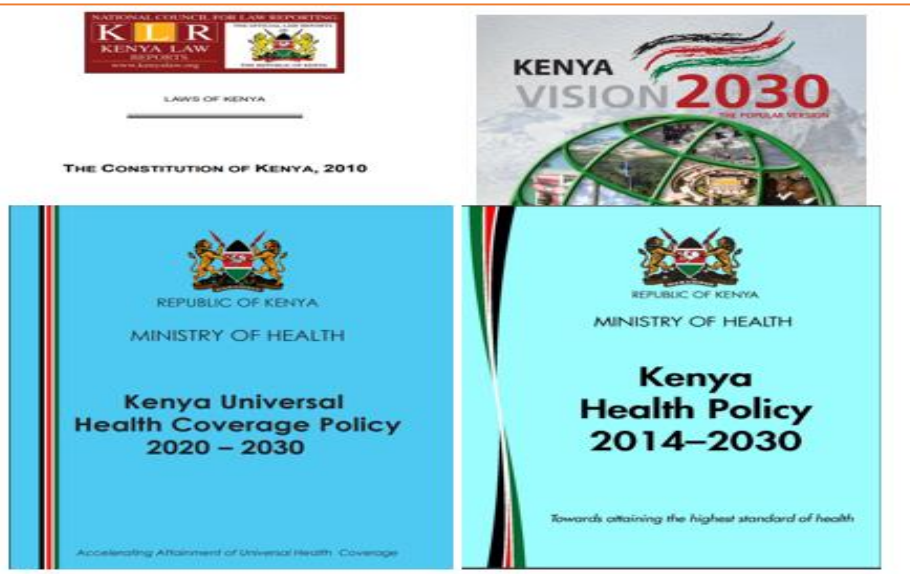 NATIONAL COUNCIL FOR LAW REPORTING
KLR
KENYA LAW
REPORTS
www.kenyalaw.org
THE OFFICIAL LAW REPORTS
THE REPUBLIC OF KENYA
LAWS OF KENYA
THE CONSTITUTION OF KENYA, 2010
KENYA
VISION 2030
THE POPULAR VERSION
REPUBLIC OF KENYA
MINISTRY OF HEALTH
Kenya Universal
Health Coverage Policy
2020 – 2030
Accelerating Attainment of Universal Health Coverage
REPUBLIC OF KENYA
MINISTRY OF HEALTH
Kenya
Health Policy
2014–2030
Towards attaining the highest standard of health